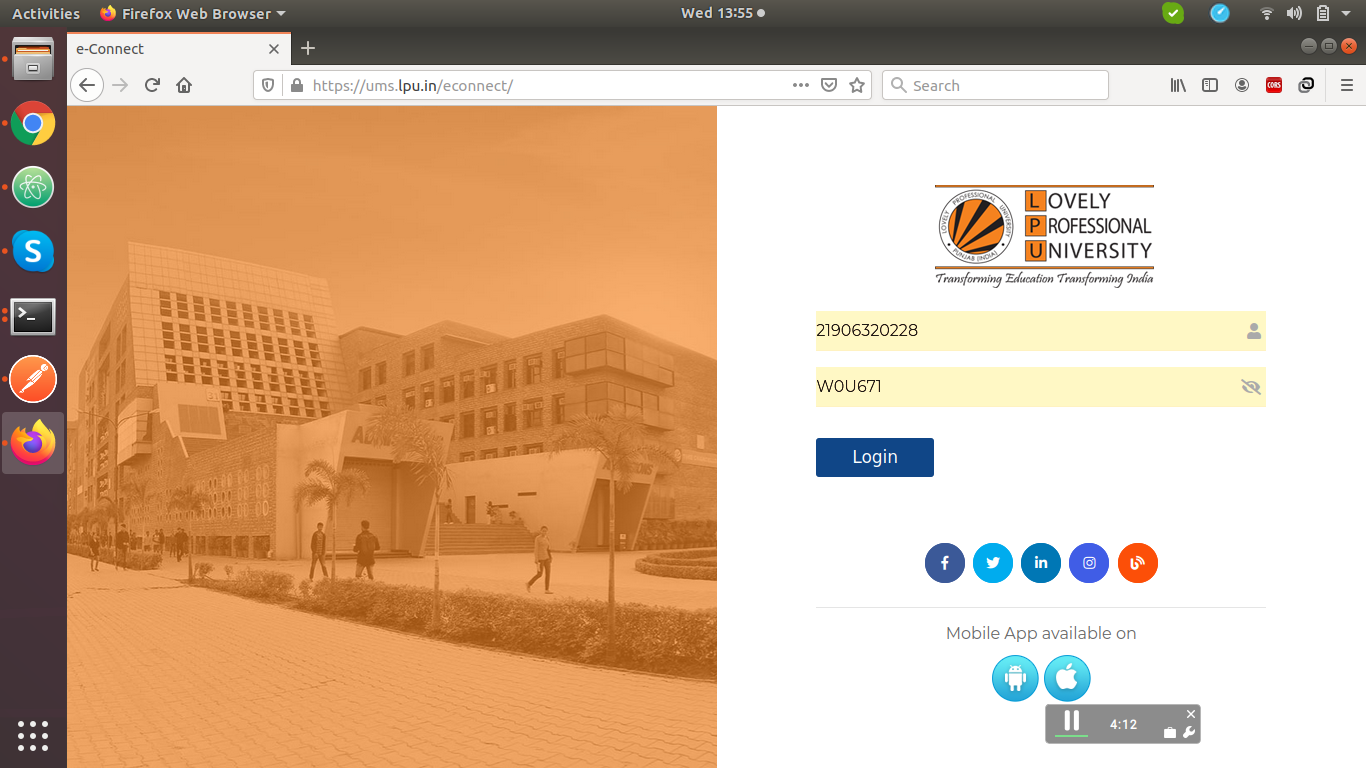 Activities
Firefox Web Browser
Wed 13:55
e-Connect
https://ums.lpu.in/econnect/
Search
COBS
LOVELY
PROFESSIONAL
UNIVERSITY
LOVELY PROFESSIONAL UNIVERSITY
PUNJAB (INDIA)
Transforming Education Transforming India
21906320228
W0U671
Login
Mobile App available on
4:12